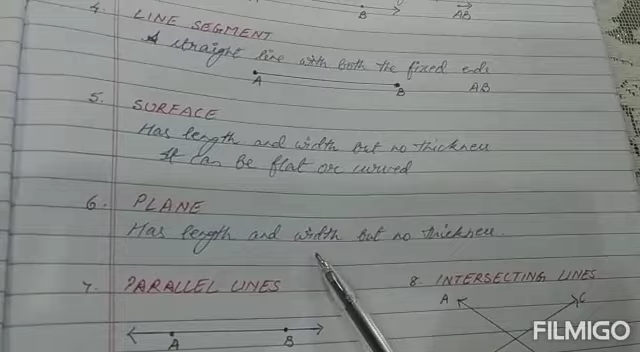 B
AB
4. LINE SEGMENT
A straight line with both the fixed ends
A B AB
5. SURFACE
Has length and width but no thickness
It can be flat or curved
6. PLANE
Has length and width but no thickness.
7. PARALLEL LINES
8. INTERSECTING LINES
A C
A B
FILMIGO